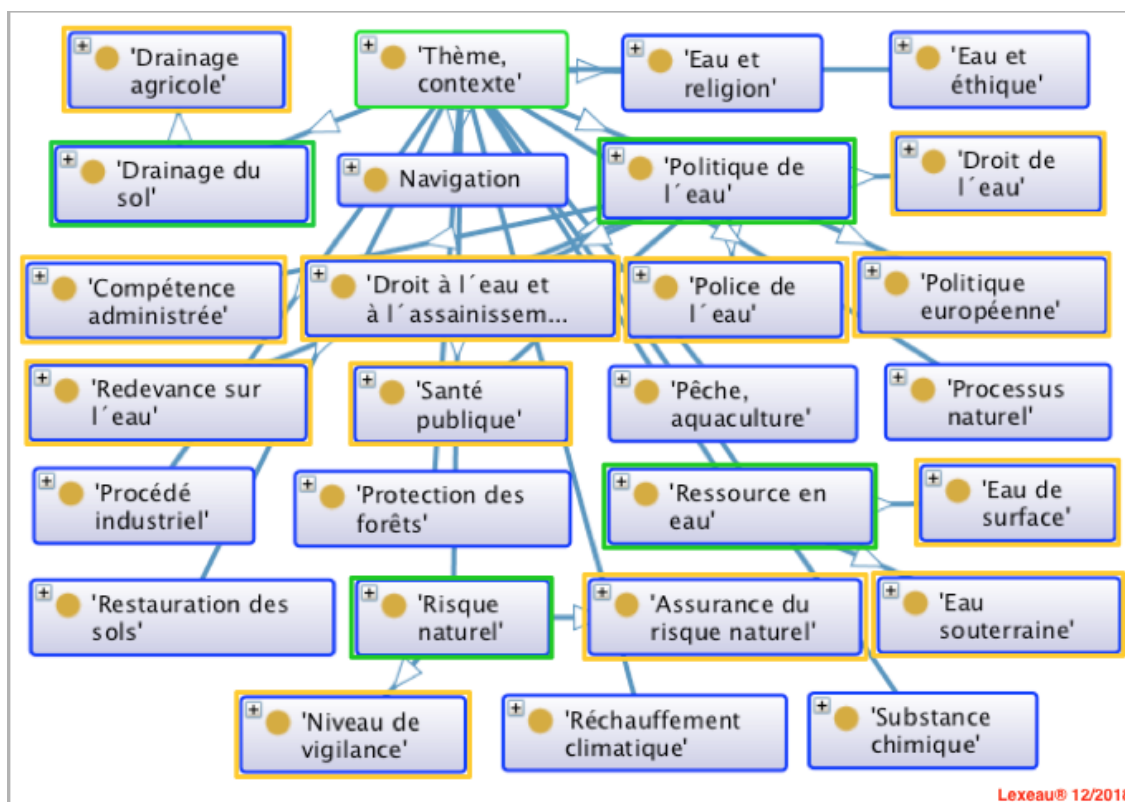 'Drainage
agricole'
'Thème,
contexte'
'Eau et
religion'
'Eau et
éthique'
'Drainage du
sol'
Navigation
'Politique de
l´eau'
'Droit de
l´eau'
'Compétence
administrée'
'Droit à l´eau et
à l´assainissem...
'Police de
l´eau'
'Politique
européenne'
'Redevance sur
l´eau'
'Santé
publique'
'Pêche,
aquaculture'
'Processus
naturel'
'Procédé
industriel'
'Protection des
forêts'
'Ressource en
eau'
'Eau de
surface'
'Restauration des
sols'
'Risque
naturel'
'Assurance du
risque naturel'
'Eau
souterraine'
'Niveau de
vigilance'
'Réchauffement
climatique'
'Substance
chimique'
Lexeau® 12/2018